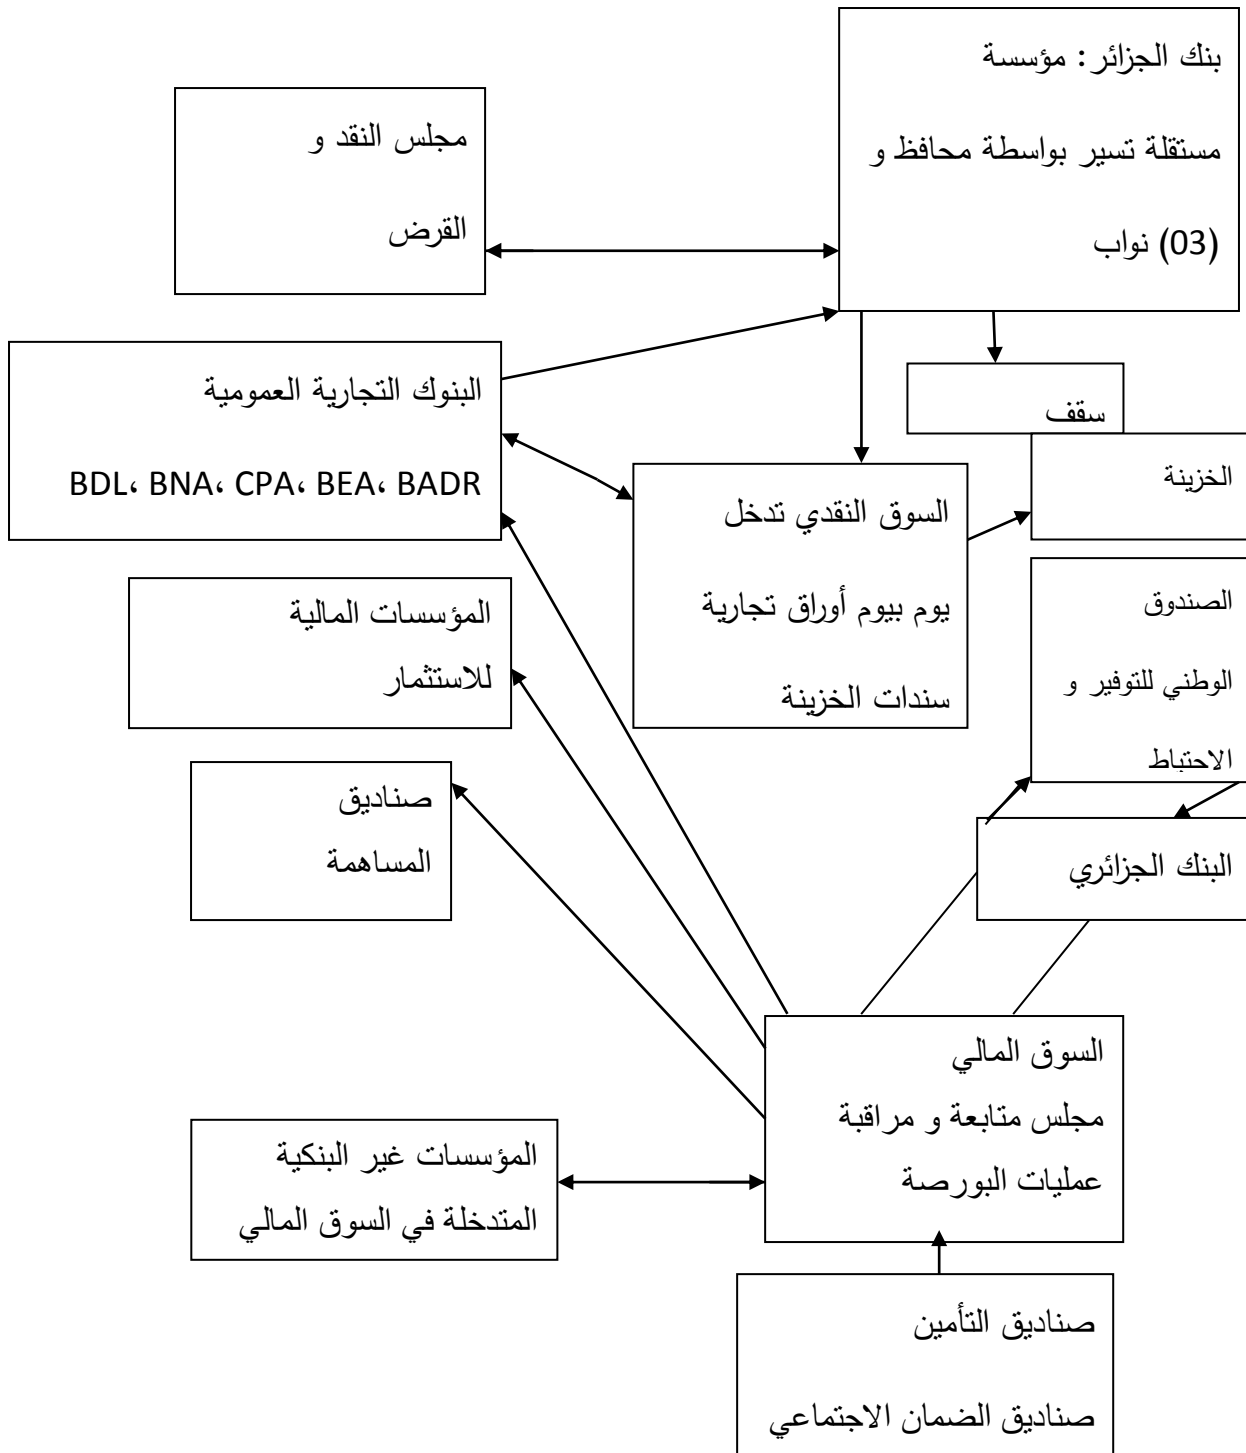 بنك الجزائر : مؤسسة
مستقلة تسير بواسطة محافظ و
(03) نواب
مجلس النقد و
القرض
البنوك التجارية العمومية
BDL، BNA، CPA، BEA، BADR
سقف
الخزينة
السوق النقدي تدخل
يوم بيوم أوراق تجارية
سندات الخزينة
الصندوق
الوطني للتوفير و
الاحتياط
المؤسسات المالية
للاستثمار
صناديق
المساهمة
البنك الجزائري
السوق المالي
مجلس متابعة و مراقبة
عمليات البورصة
المؤسسات غير البنكية
المتدخلة في السوق المالي
صناديق التأمين
صناديق الضمان الاجتماعي